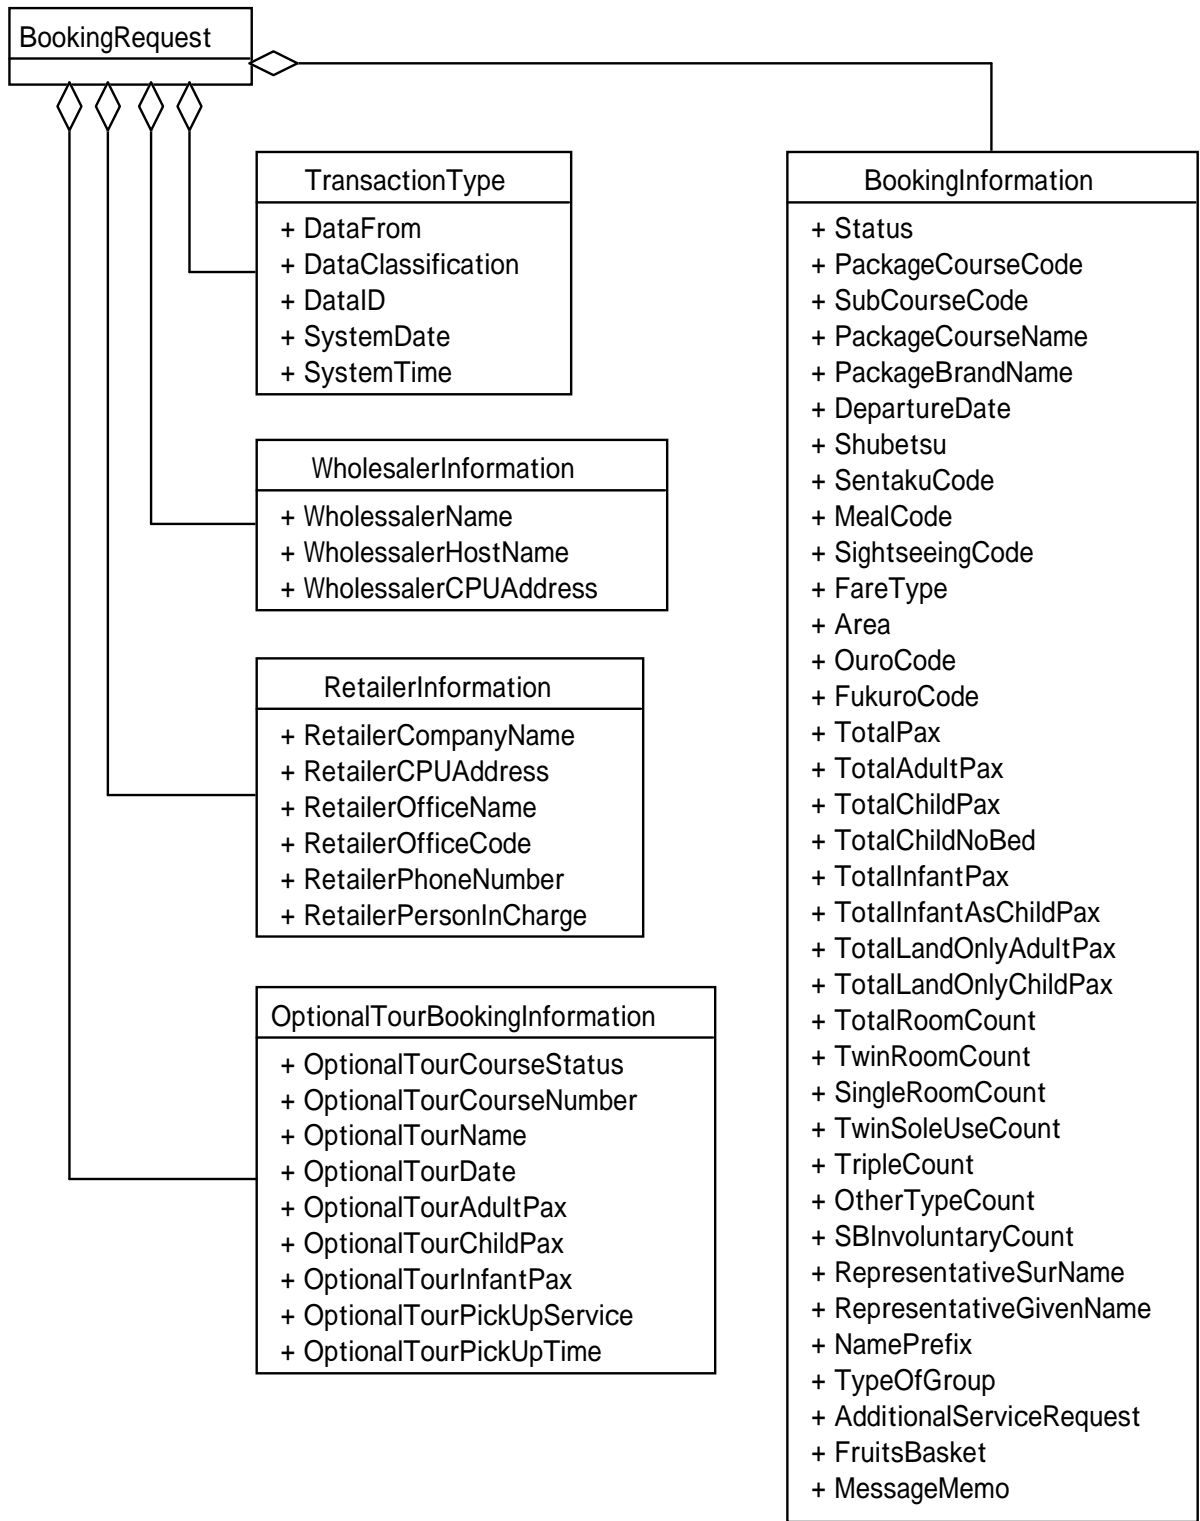 BookingRequest
TransactionType
+ DataFrom
+ DataClassification
+ DataID
+ SystemDate
+ SystemTime
WholesalerInformation
+ WholessalerName
+ WholessalerHostName
+ WholessalerCPUAddress
RetailerInformation
+ RetailerCompanyName
+ RetailerCPUAddress
+ RetailerOfficeName
+ RetailerOfficeCode
+ RetailerPhoneNumber
+ RetailerPersonInCharge
OptionalTourBookingInformation
+ OptionalTourCourseStatus
+ OptionalTourCourseNumber
+ OptionalTourName
+ OptionalTourDate
+ OptionalTourAdultPax
+ OptionalTourChildPax
+ OptionalTourInfantPax
+ OptionalTourPickUpService
+ OptionalTourPickUpTime
BookingInformation
+ Status
+ PackageCourseCode
+ SubCourseCode
+ PackageCourseName
+ PackageBrandName
+ DepartureDate
+ Shubetsu
+ SentakuCode
+ MealCode
+ SightseeingCode
+ FareType
+ Area
+ OuroCode
+ FukuroCode
+ TotalPax
+ TotalAdultPax
+ TotalChildPax
+ TotalChildNoBed
+ TotalInfantPax
+ TotalInfantAsChildPax
+ TotalLandOnlyAdultPax
+ TotalLandOnlyChildPax
+ TotalRoomCount
+ TwinRoomCount
+ SingleRoomCount
+ TwinSoleUseCount
+ TripleCount
+ OtherTypeCount
+ SBInvoluntaryCount
+ RepresentativeSurName
+ RepresentativeGivenName
+ NamePrefix
+ TypeOfGroup
+ AdditionalServiceRequest
+ FruitsBasket
+ MessageMemo